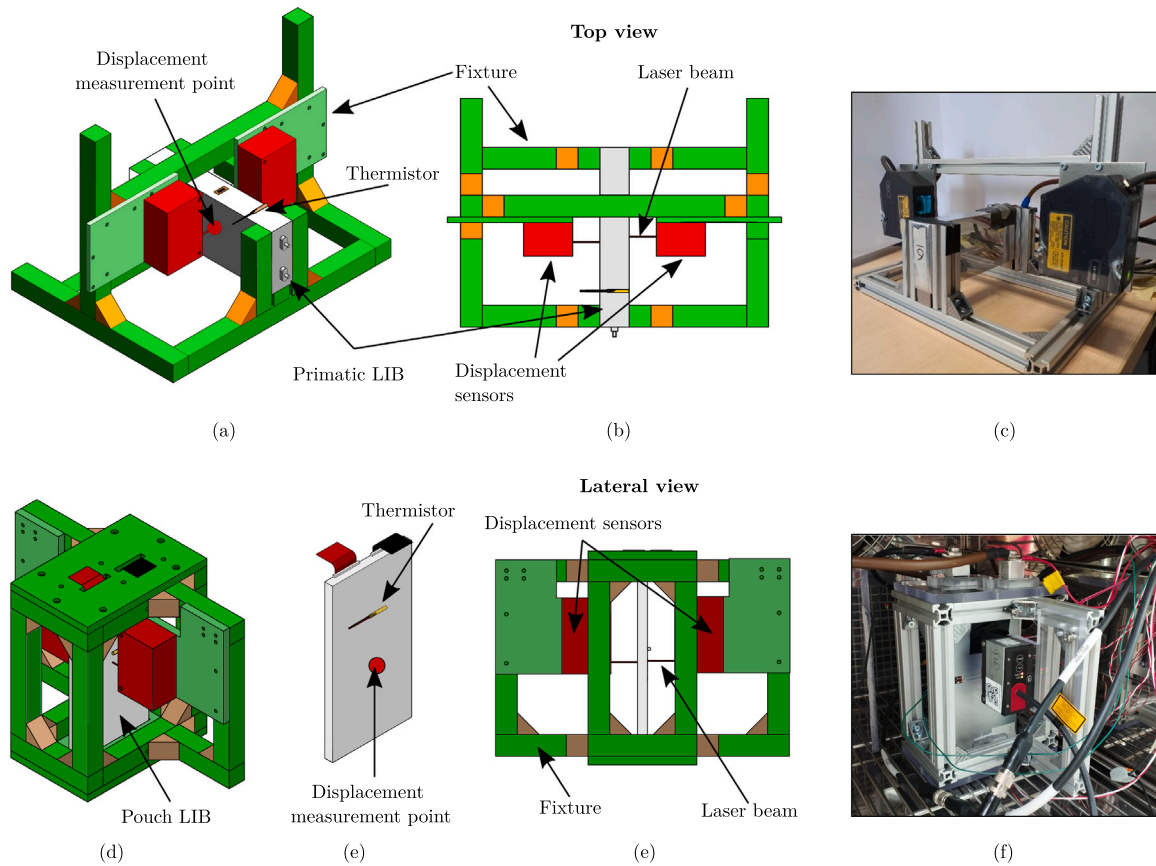 Top view
Displacement
measurement point
Fixture
Laser beam
Thermistor
Primatic LIB
Displacement
sensors
(a)
(b)
(c)
Lateral view
Thermistor
Displacement sensors
Pouch LIB
Displacement
measurement point
Fixture
Laser beam
(d)
(e)
(e)
(f)